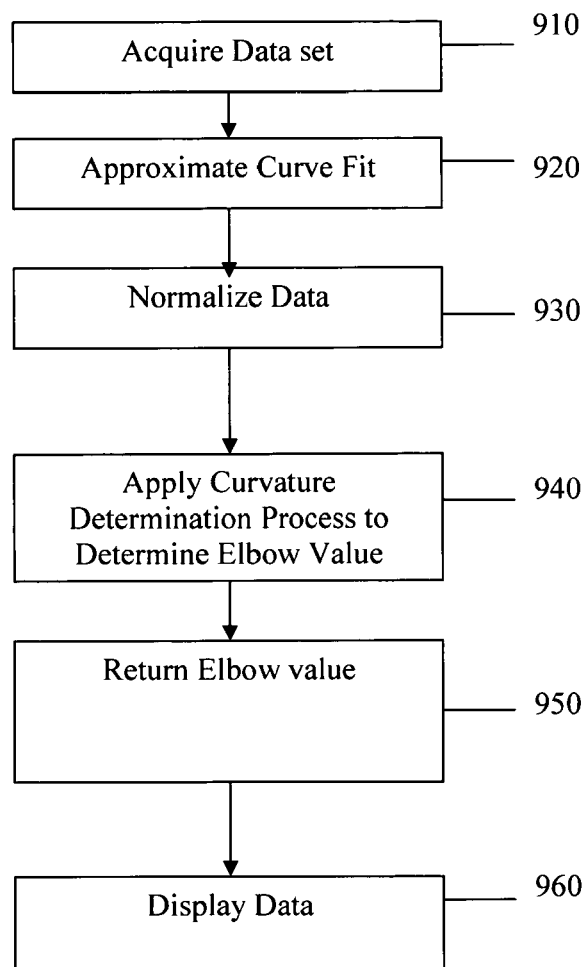 910
Acquire Data set
Approximate Curve Fit
920
Normalize Data
930
Apply Curvature
Determination Process to
Determine Elbow Value
940
Return Elbow value
950
960
Display Data